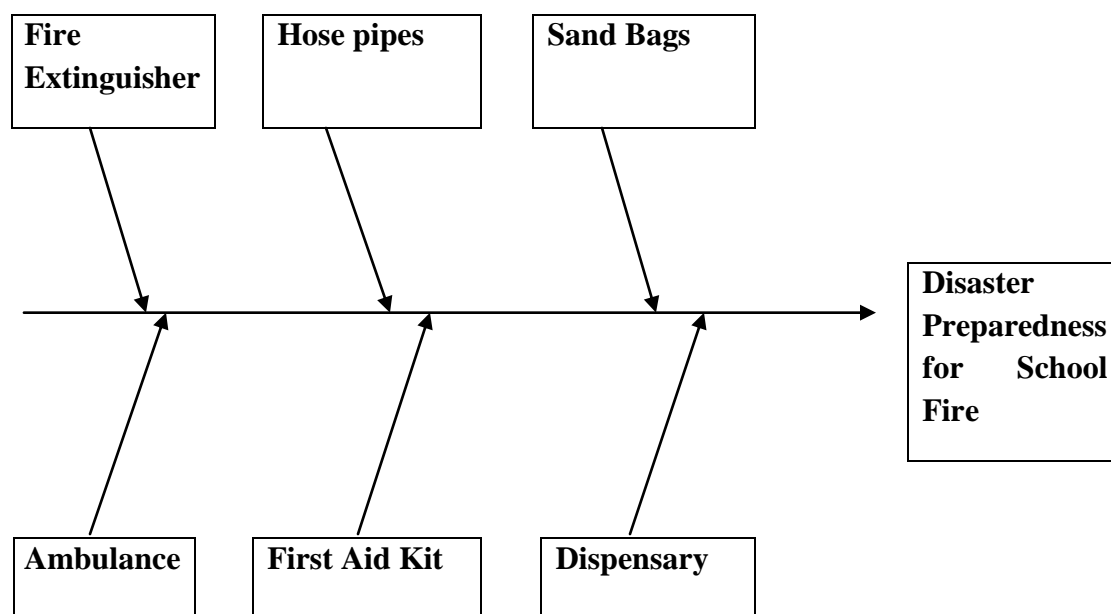 Fire
Extinguisher
Hose pipes
Sand Bags
Disaster
Preparedness
for School
Fire
Ambulance
First Aid Kit
Dispensary